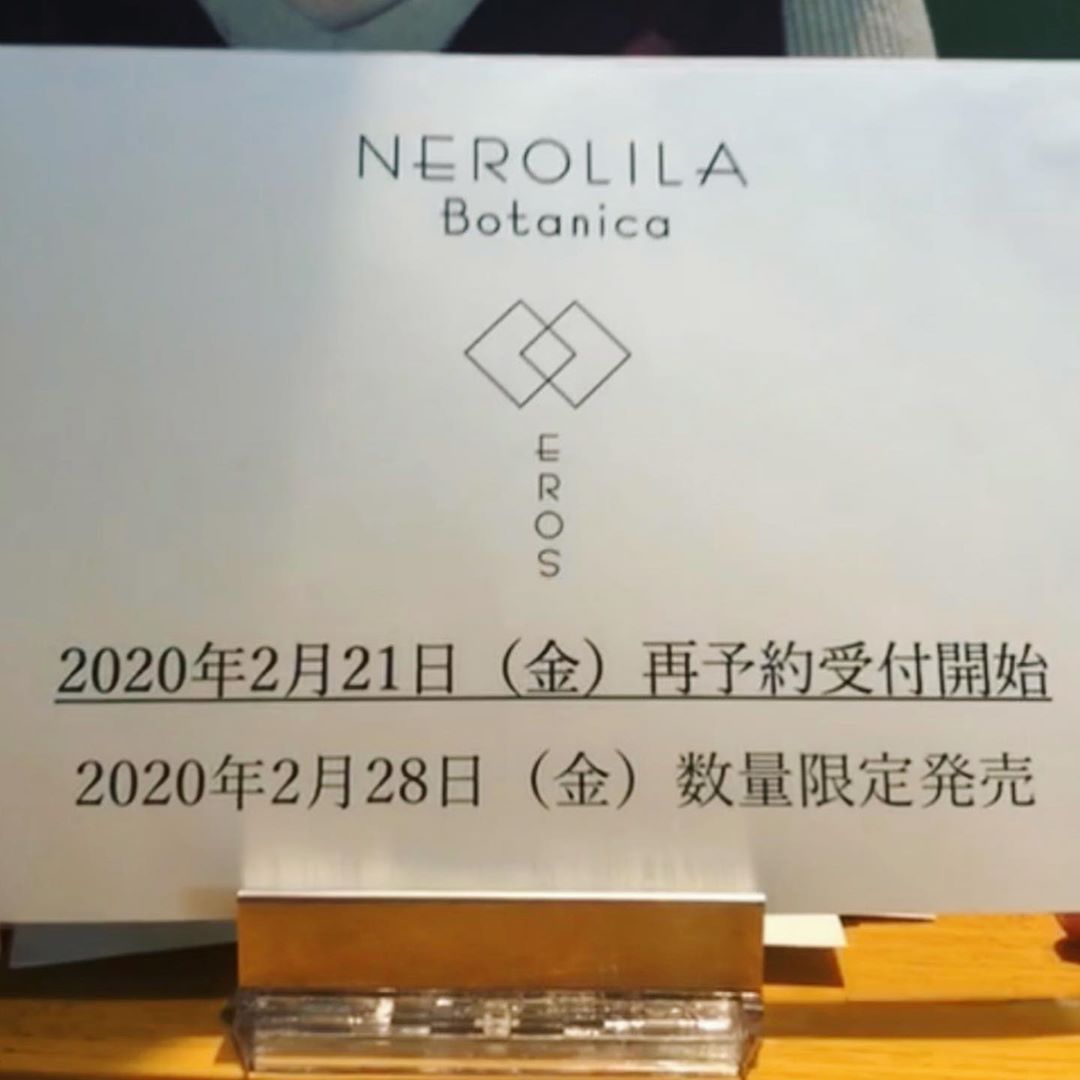 NEROLILA
Botanica
EROS
2020年2月21日（金）再予約受付開始
2020年2月28日（金）数量限定発売